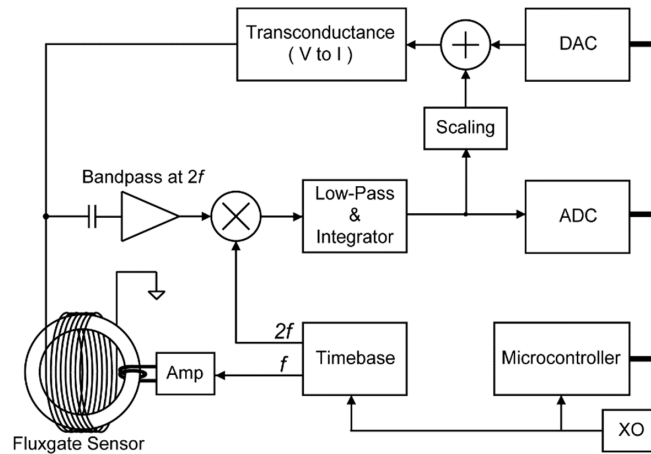 Transconductance
( V to I )
DAC
Scaling
Bandpass at 2f
Low-Pass
&
Integrator
ADC
2f
f
Timebase
Microcontroller
Amp
XO
Fluxgate Sensor